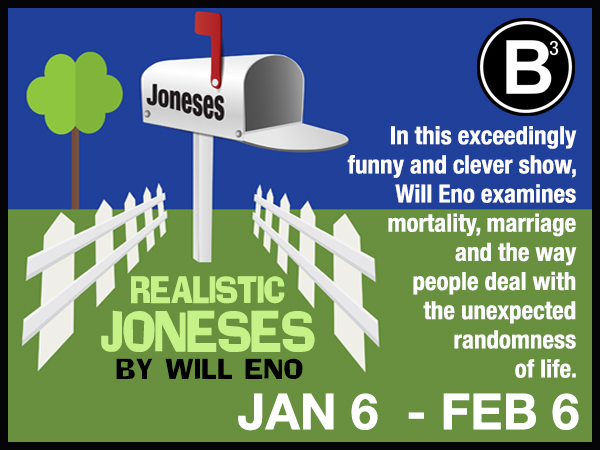 Joneses
B3
In this exceedingly
funny and clever show,
Will Eno examines
mortality, marriage
and the way
people deal with
the unexpected
randomness
of life.
REALISTIC
JONESES
BY WILL ENO
JAN 6 - FEB 6